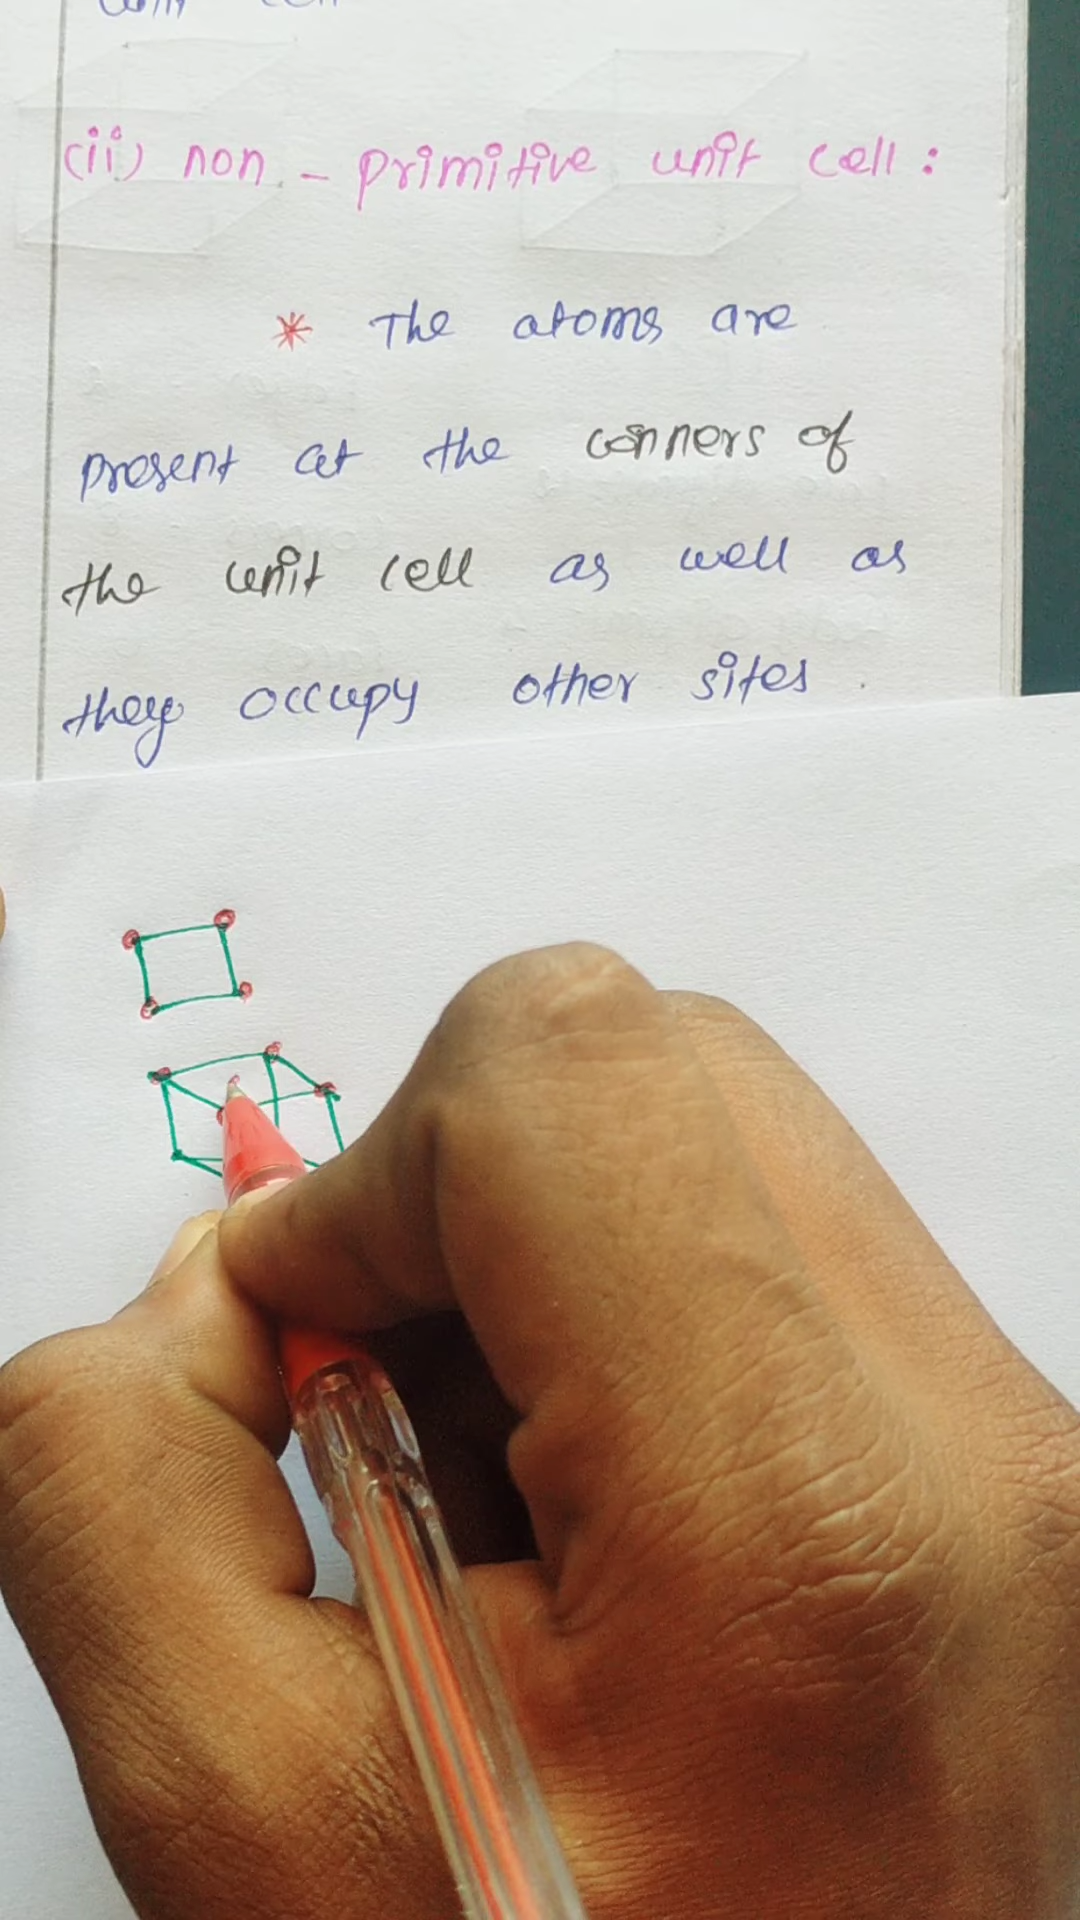 (ii) non - primitive unit cell :
* The atoms are
present at the conners of
the unit cell as well as
they occupy other sites